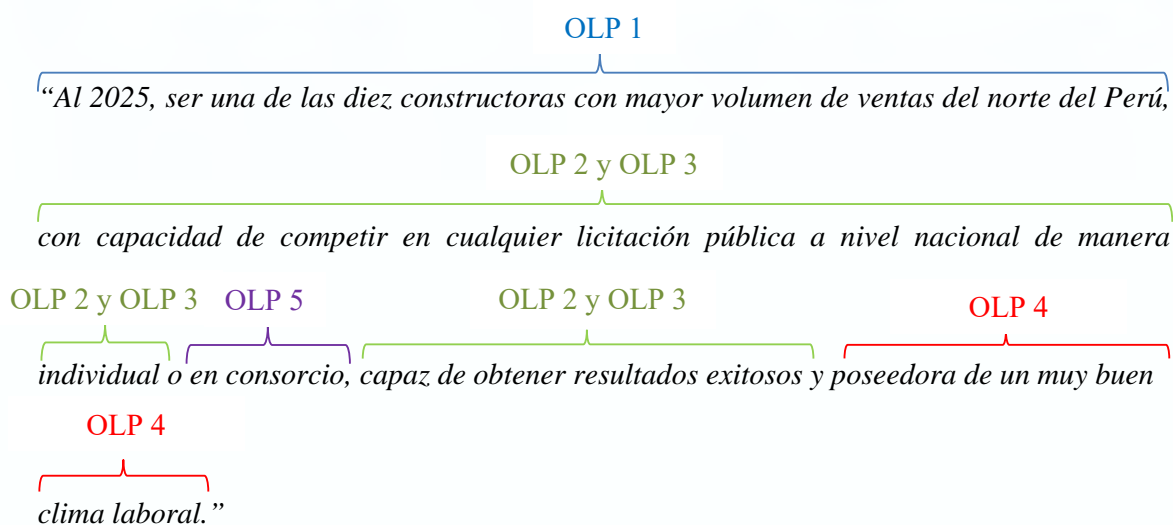 OLP 1
“Al 2025, ser una de las diez constructoras con mayor volumen de ventas del norte del Perú,
OLP 2 y OLP 3
con capacidad de competir en cualquier licitación pública a nivel nacional de manera
OLP 2 y OLP 3 OLP 5 OLP 2 y OLP 3 OLP 4
individual o en consorcio, capaz de obtener resultados exitosos y poseedora de un muy buen
OLP 4
clima laboral.”